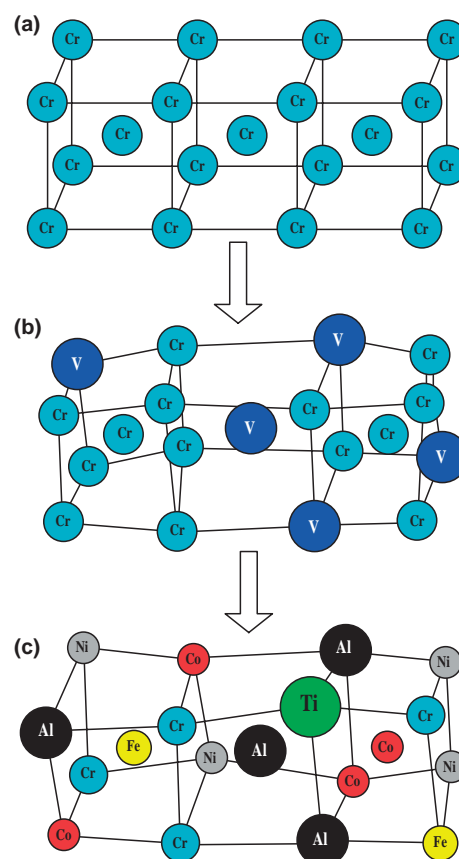 (a) Cr Cr Cr Cr
Cr Cr Cr Cr
Cr Cr Cr
Cr Cr Cr Cr
Cr Cr Cr Cr
(b)
V Cr V Cr
Cr Cr Cr Cr
Cr V Cr
Cr Cr Cr V
Cr Cr V Cr
(c)
Ni Co Al Ni
Al Cr Ti Cr
Fe Al Co
Cr Ni Co Ni
Co Cr Al Fe